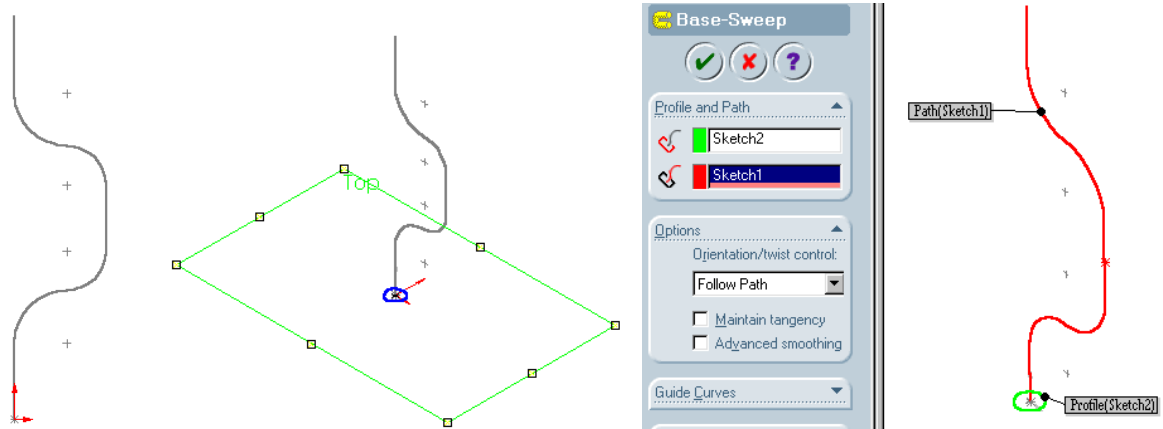 Top
Base-Sweep
?
Profile and Path
Sketch2
Sketch1
Options
Orientation/twist control:
Follow Path
Maintain tangency
Advanced smoothing
Guide Curves
Path(Sketch1)
Profile(Sketch2)